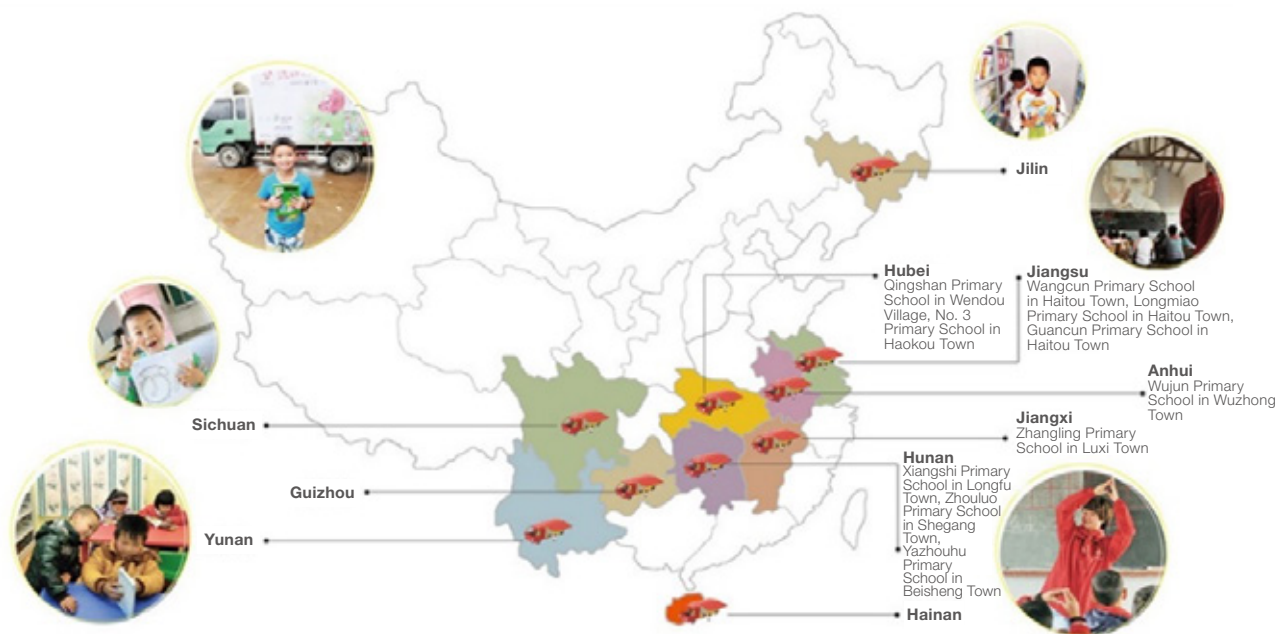 Jilin
Hubei
Qingshan Primary
School in Wendou
Village, No. 3
Primary School in
Haokou Town
Jiangsu
Wangcun Primary School
in Haitou Town, Longmiao
Primary School in Haitou Town,
Guancun Primary School in
Haitou Town
Anhui
Wujun Primary
School in Wuzhong
Town
Jiangxi
Zhangling Primary
School in Luxi Town
Sichuan
Hunan
Xiangshi Primary
School in Longfu
Town, Zhouluo
Primary School
in Shegang
Town,
Yazhouhu
Primary
School in
Beisheng Town
Guizhou
Yunan
Hainan